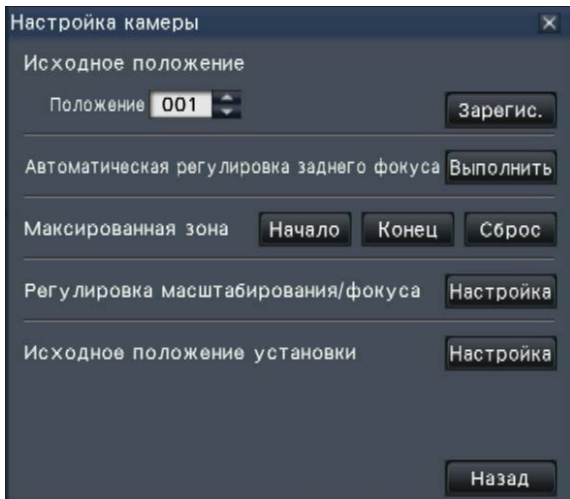 Настройка камеры
Исходное положение
Положение 001
Зарегис.
Автоматическая регулировка заднего фокуса Выполнить
Максированная зона Начало Конец Сброс
Регулировка масштабирования/фокуса Настройка
Исходное положение установки Настройка
Назад